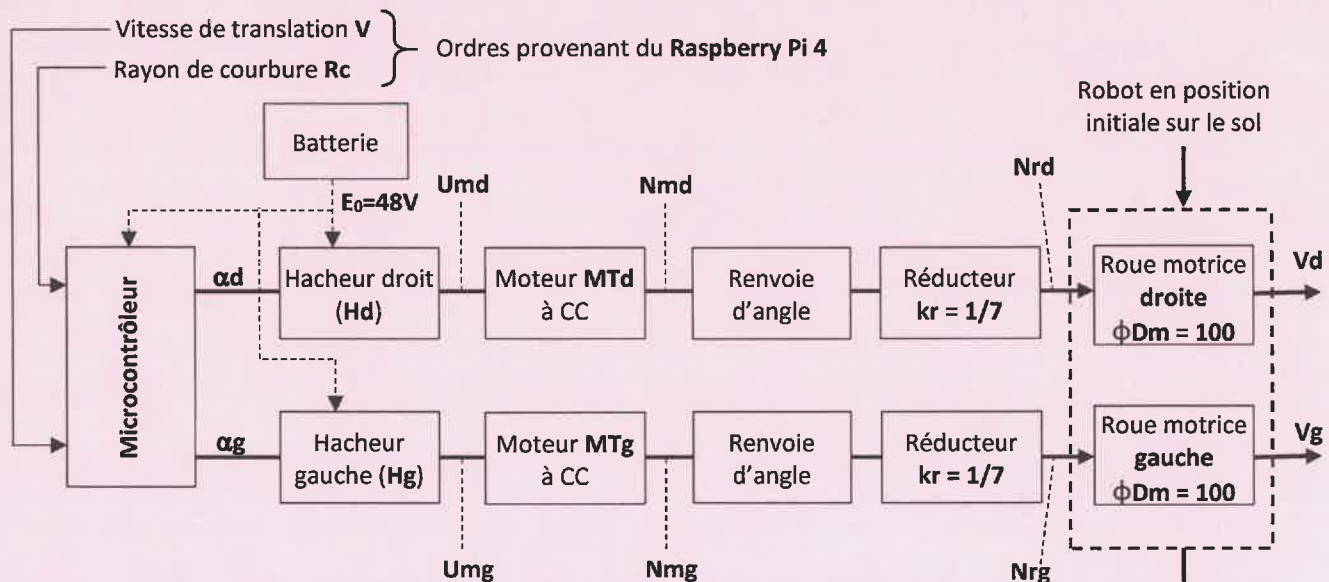 Vitesse de translation V
Rayon de courbure Rc
Ordres provenant du Raspberry Pi 4
Robot en position
initiale sur le sol
Batterie
E₀=48V
Umd
Nmd
Nrd
Microcontrôleur
αd
Hacheur droit
(Hd)
Moteur MTd
à CC
Renvoie
d'angle
Réducteur
kr = 1/7
Roue motrice
droite
ϕDm = 100
Vd
αg
Hacheur
gauche (Hg)
Moteur MTg
à CC
Renvoie
d'angle
Réducteur
kr = 1/7
Roue motrice
gauche
ϕDm = 100
Vg
Umg
Nmg
Nrg